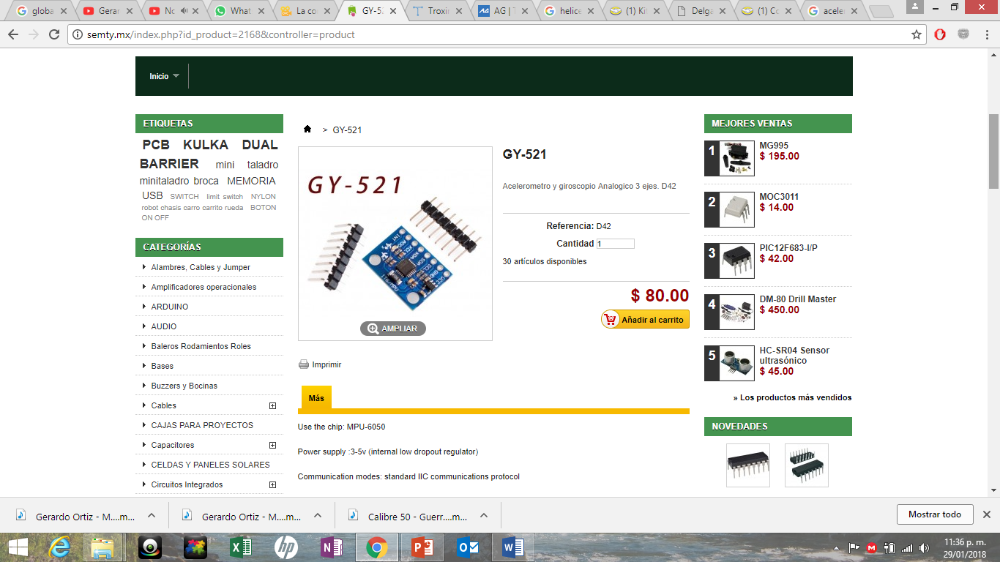 globa
Gerar
No
What
La co
GY-52
Troxin
AG | T
helice
(1) Kit
Delga
(1) Co
aceler
semty.mx/index.php?id_product=2168&controller=product
Inicio
ETIQUETAS
PCB KULKA DUAL
BARRIER mini taladro
minitaladro broca MEMORIA
USB SWITCH limit switch NYLON
robot chasis carro carrito rueda BOTON
ON OFF
CATEGORÍAS
Alambres, Cables y Jumper
Amplificadores operacionales
ARDUINO
AUDIO
Baleros Rodamientos Roles
Bases
Buzzers y Bocinas
Cables
CAJAS PARA PROYECTOS
Capacitores
CELDAS Y PANELES SOLARES
Circuitos Integrados
> GY-521
GY-521
AMPLIAR
Imprimir
GY-521
Acelerometro y giroscopio Analogico 3 ejes. D42
Referencia: D42
Cantidad 1
30 artículos disponibles
$ 80.00
Añadir al carrito
Más
Use the chip: MPU-6050
Power supply :3-5v (internal low dropout regulator)
Communication modes: standard IIC communications protocol
MEJORES VENTAS
1 MG995
$ 195.00
2 MOC3011
$ 14.00
3 PIC12F683-I/P
$ 42.00
4 DM-80 Drill Master
$ 450.00
5 HC-SR04 Sensor
ultrasónico
$ 45.00
» Los productos más vendidos
NOVEDADES
Gerardo Ortiz - M....m...
Gerardo Ortiz - M....m...
Calibre 50 - Guerr....m...
Mostrar todo
11:36 p. m.
29/01/2018